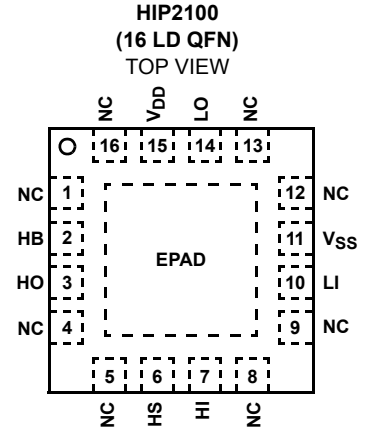 HIP2100
(16 LD QFN)
TOP VIEW
NC VDD LO NC
16 15 14 13
NC 1 12 NC
HB 2 11 VSS
EPAD
HO 3 10 LI
NC 4 9 NC
5 6 7 8
NC HS HI NC